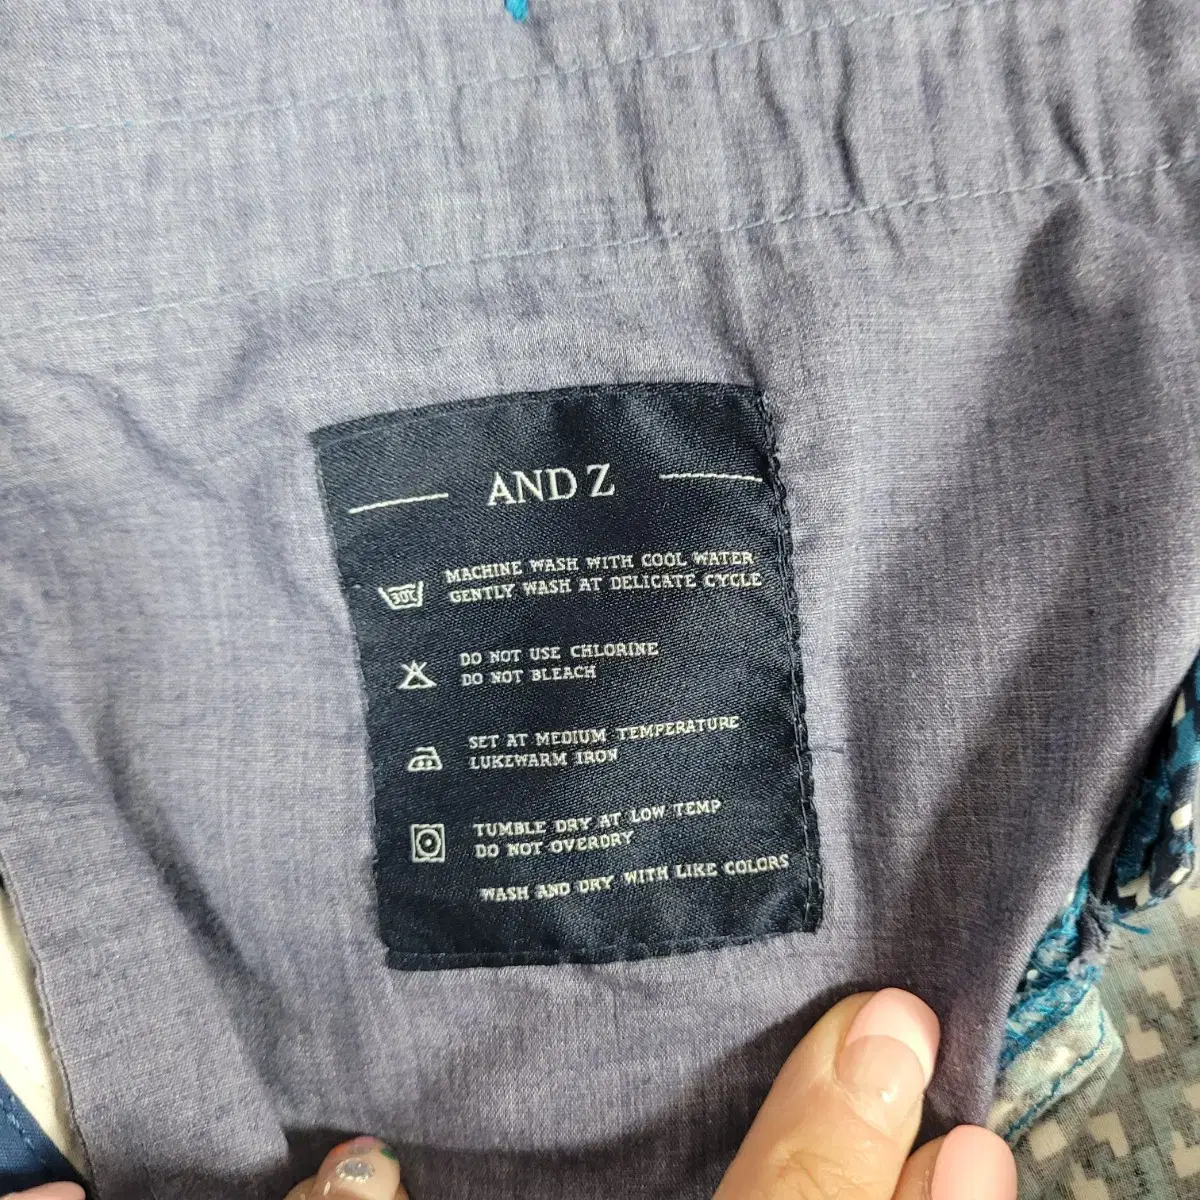 AND Z
30℃
MACHINE WASH WITH COOL WATER
GENTLY WASH AT DELICATE CYCLE
DO NOT USE CHLORINE
DO NOT BLEACH
SET AT MEDIUM TEMPERATURE
LUKEWARM IRON
TUMBLE DRY AT LOW TEMP
DO NOT OVERDRY
WASH AND DRY WITH LIKE COLORS